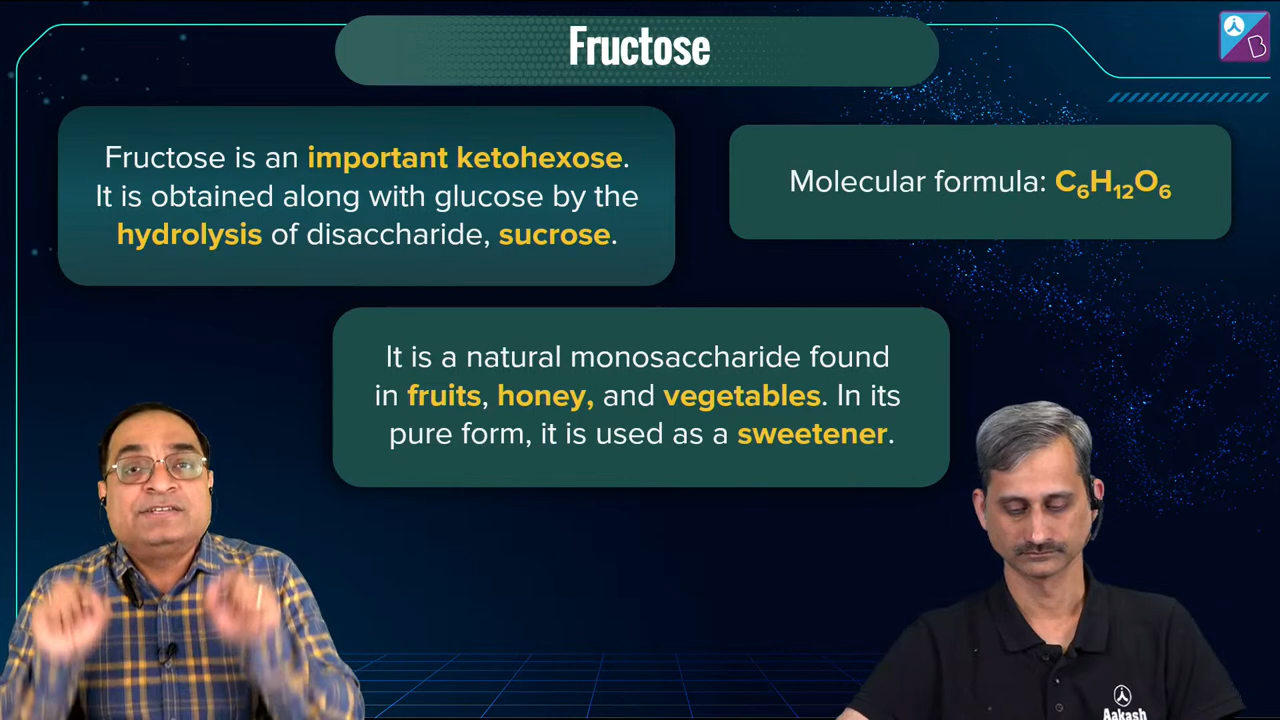 Fructose
Fructose is an important ketohexose.
It is obtained along with glucose by the
hydrolysis of disaccharide, sucrose.
Molecular formula: C₆H₁₂O₆
It is a natural monosaccharide found
in fruits, honey, and vegetables. In its
pure form, it is used as a sweetener.
B
Aakash